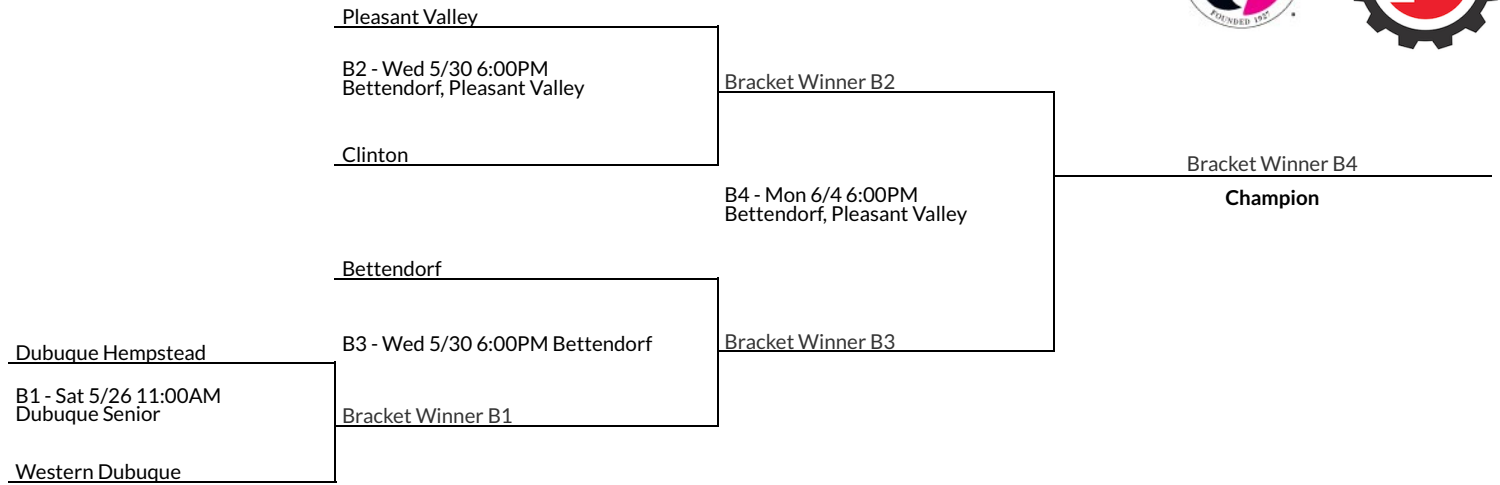 FOUNDED 1927
Pleasant Valley
B2 - Wed 5/30 6:00PM
Bettendorf, Pleasant Valley
Bracket Winner B2
Clinton
Bracket Winner B4
Champion
B4 - Mon 6/4 6:00PM
Bettendorf, Pleasant Valley
Bettendorf
B3 - Wed 5/30 6:00PM Bettendorf
Bracket Winner B3
Dubuque Hempstead
B1 - Sat 5/26 11:00AM
Dubuque Senior
Bracket Winner B1
Western Dubuque